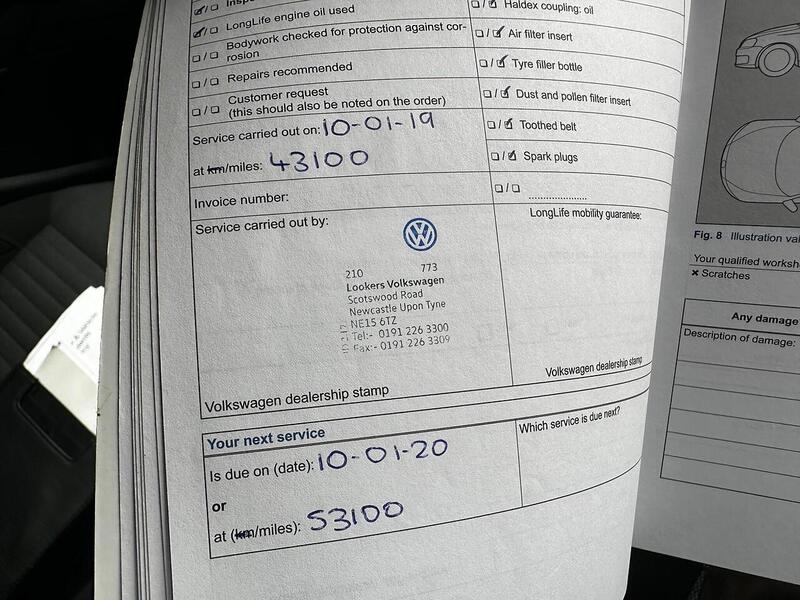 LongLife engine oil used
Bodywork checked for protection against cor-
rosion
Repairs recommended
Customer request
(this should also be noted on the order)
Service carried out on: 10-01-19
at km/miles: 43100
Invoice number:
Service carried out by:
210 773
Lookers Volkswagen
Scotswood Road
Newcastle Upon Tyne
NE15 6TZ
Tel:- 0191 226 3300
Fax:- 0191 226 3309
Volkswagen dealership stamp
Haldex coupling: oil
Air filter insert
Tyre filler bottle
Dust and pollen filter insert
Toothed belt
Spark plugs
LongLife mobility guarantee:
Volkswagen dealership stamp
Your next service
Is due on (date): 10-01-20
or
at (km/miles): 53100
Which service is due next?
Fig. 8 Illustration
Your qualified
× Scratches
Any damage
Description of damage: